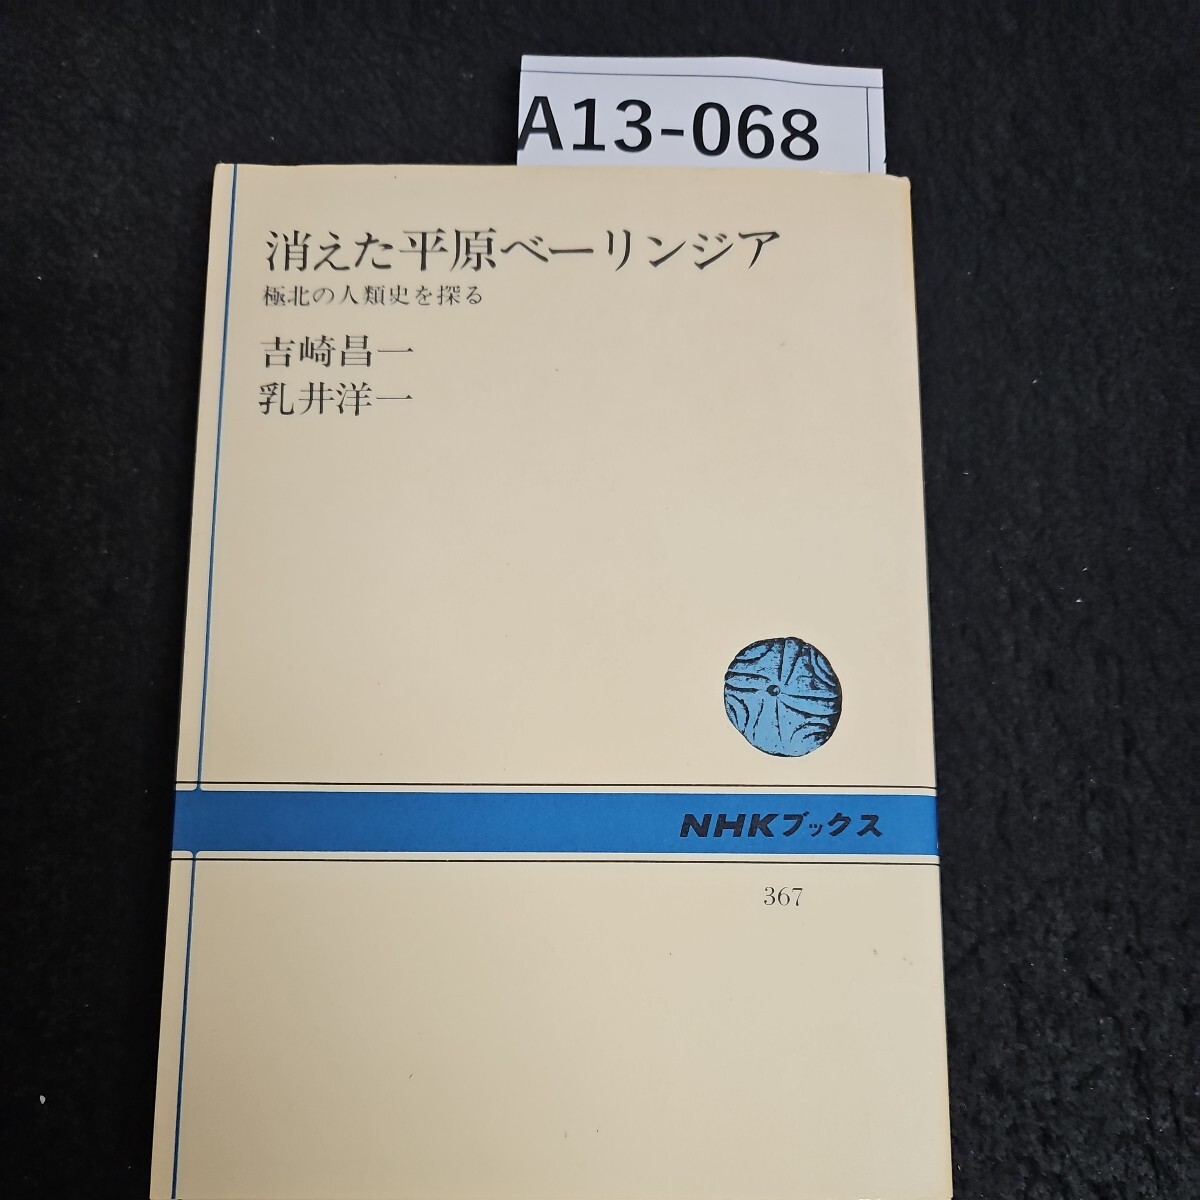 A13-068
消えた平原ベーリンジア
極北の人類史を探る
吉崎昌一
乳井洋一
NHKブックス
367